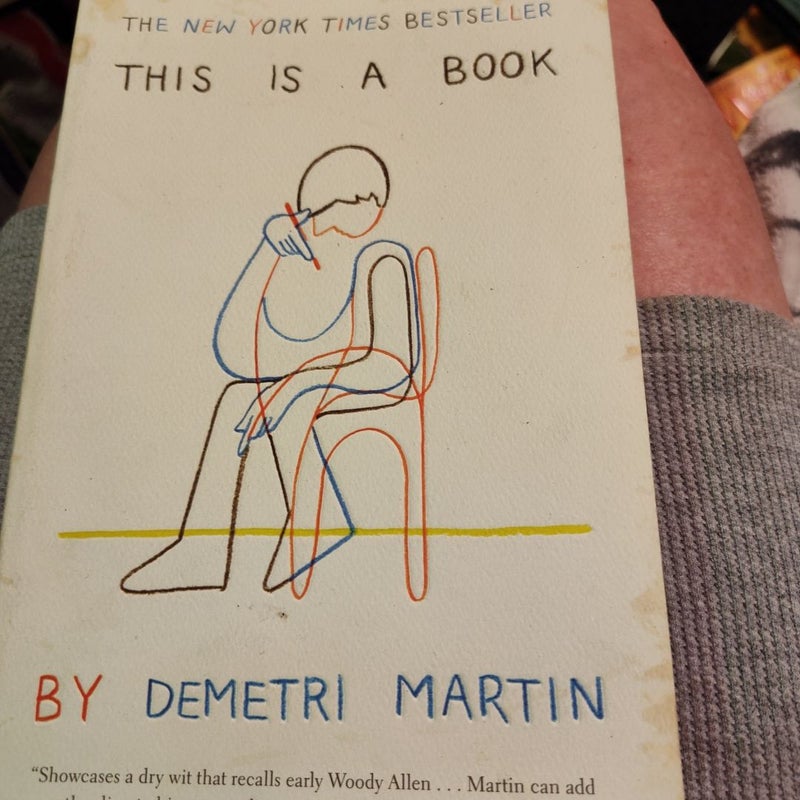 THE NEW YORK TIMES BESTSELLER
THIS IS A BOOK
BY DEMETRI MARTIN
“Showcases a dry wit that recalls early Woody Allen . . . Martin can add